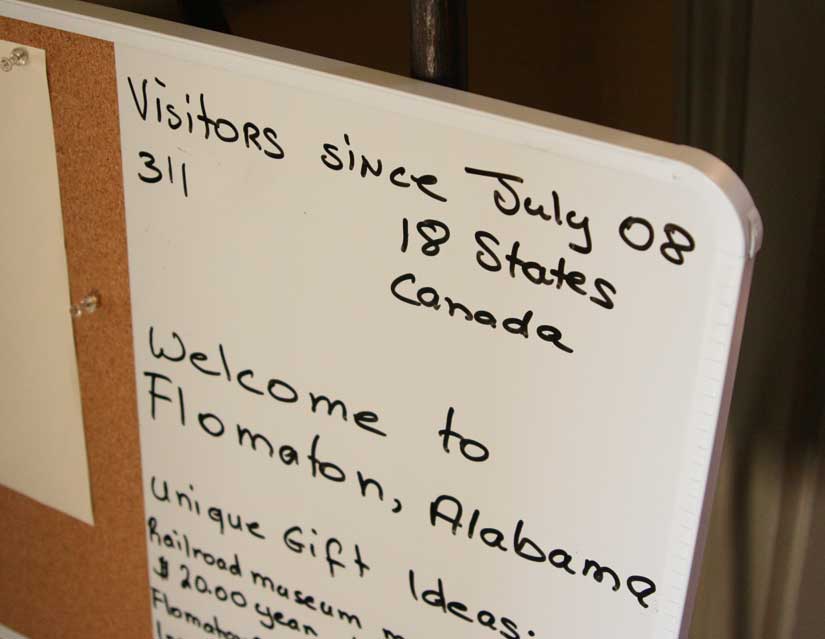 Visitors since July 08
311
18 States
Canada
Welcome to
Flomaton, Alabama
Unique Gift Ideas:
Railroad museum
$20.00 year